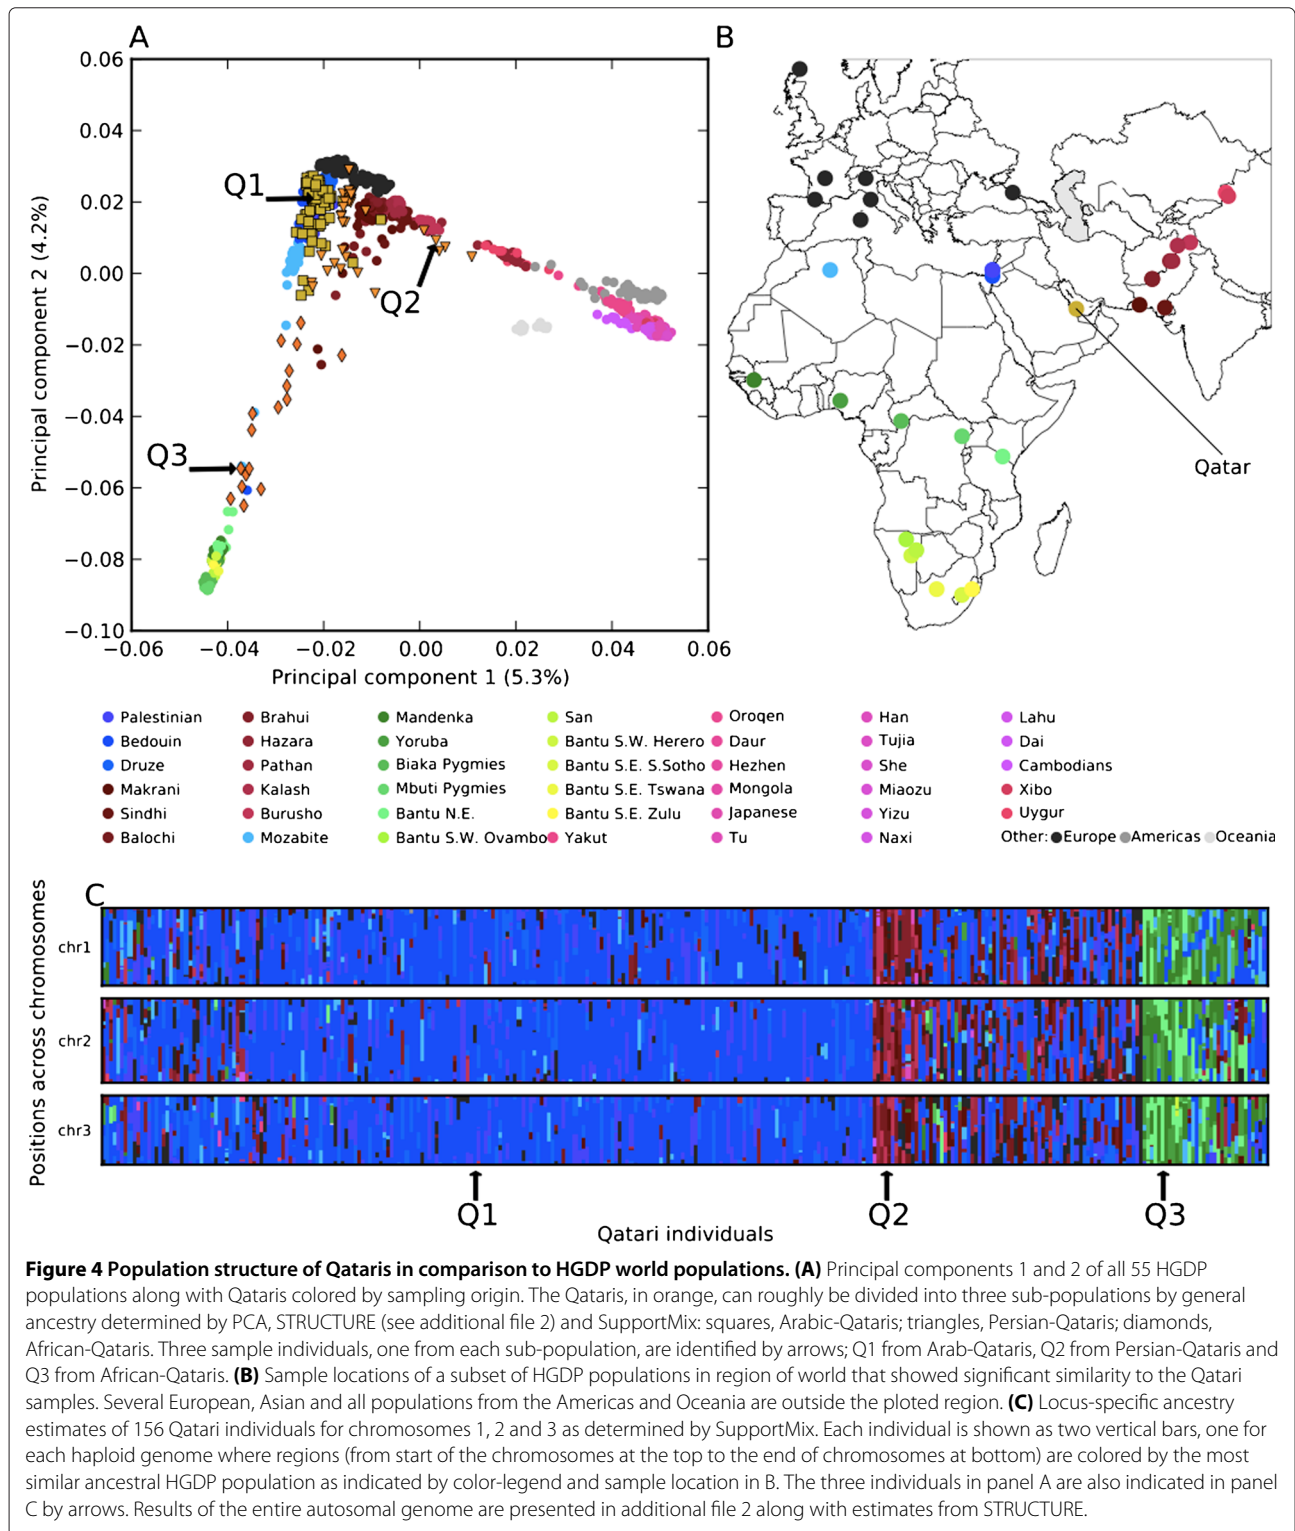 A
B
0.06
0.04
0.02
0.00
−0.02
−0.04
−0.06
−0.08
−0.10
Principal component 2 (4.2%)
Q1
Q2
Q3
−0.06 −0.04 −0.02 0.00 0.02 0.04 0.06
Principal component 1 (5.3%)
Qatar
Palestinian Brahui Mandenka San Oroqen Han Lahu
Bedouin Hazara Yoruba Bantu S.W. Herero Daur Tujia Dai
Druze Pathan Biaka Pygmies Bantu S.E. S.Sotho Hezhen She Cambodians
Makrani Kalash Mbuti Pygmies Bantu S.E. Tswana Mongola Miaozu Xibo
Sindhi Burusho Bantu N.E. Bantu S.E. Zulu Japanese Yizu Uygur
Balochi Mozabite Bantu S.W. Ovambo Yakut Tu Naxi Other: Europe Americas Oceania
C
Positions across chromosomes
chr1
chr2
chr3
Q1 Q2 Q3
Qatari individuals
Figure 4 Population structure of Qataris in comparison to HGDP world populations. (A) Principal components 1 and 2 of all 55 HGDP
populations along with Qataris colored by sampling origin. The Qataris, in orange, can roughly be divided into three sub-populations by general
ancestry determined by PCA, STRUCTURE (see additional file 2) and SupportMix: squares, Arabic-Qataris; triangles, Persian-Qataris; diamonds,
African-Qataris. Three sample individuals, one from each sub-population, are identified by arrows; Q1 from Arab-Qataris, Q2 from Persian-Qataris and
Q3 from African-Qataris. (B) Sample locations of a subset of HGDP populations in region of world that showed significant similarity to the Qatari
samples. Several European, Asian and all populations from the Americas and Oceania are outside the ploted region. (C) Locus-specific ancestry
estimates of 156 Qatari individuals for chromosomes 1, 2 and 3 as determined by SupportMix. Each individual is shown as two vertical bars, one for
each haploid genome where regions (from start of the chromosomes at the top to the end of chromosomes at bottom) are colored by the most
similar ancestral HGDP population as indicated by color-legend and sample location in B. The three individuals in panel A are also indicated in panel
C by arrows. Results of the entire autosomal genome are presented in additional file 2 along with estimates from STRUCTURE.